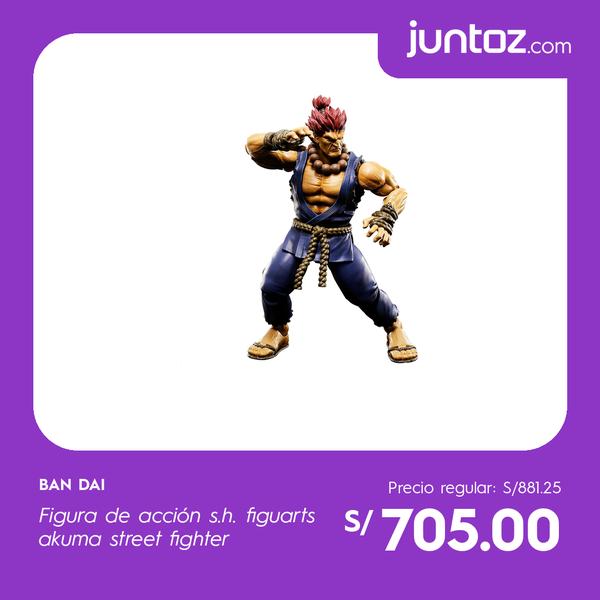 juntoz.com
BAN DAI
Figura de acción s.h. figuarts
akuma street fighter
Precio regular: S/881.25
S/ 705.00